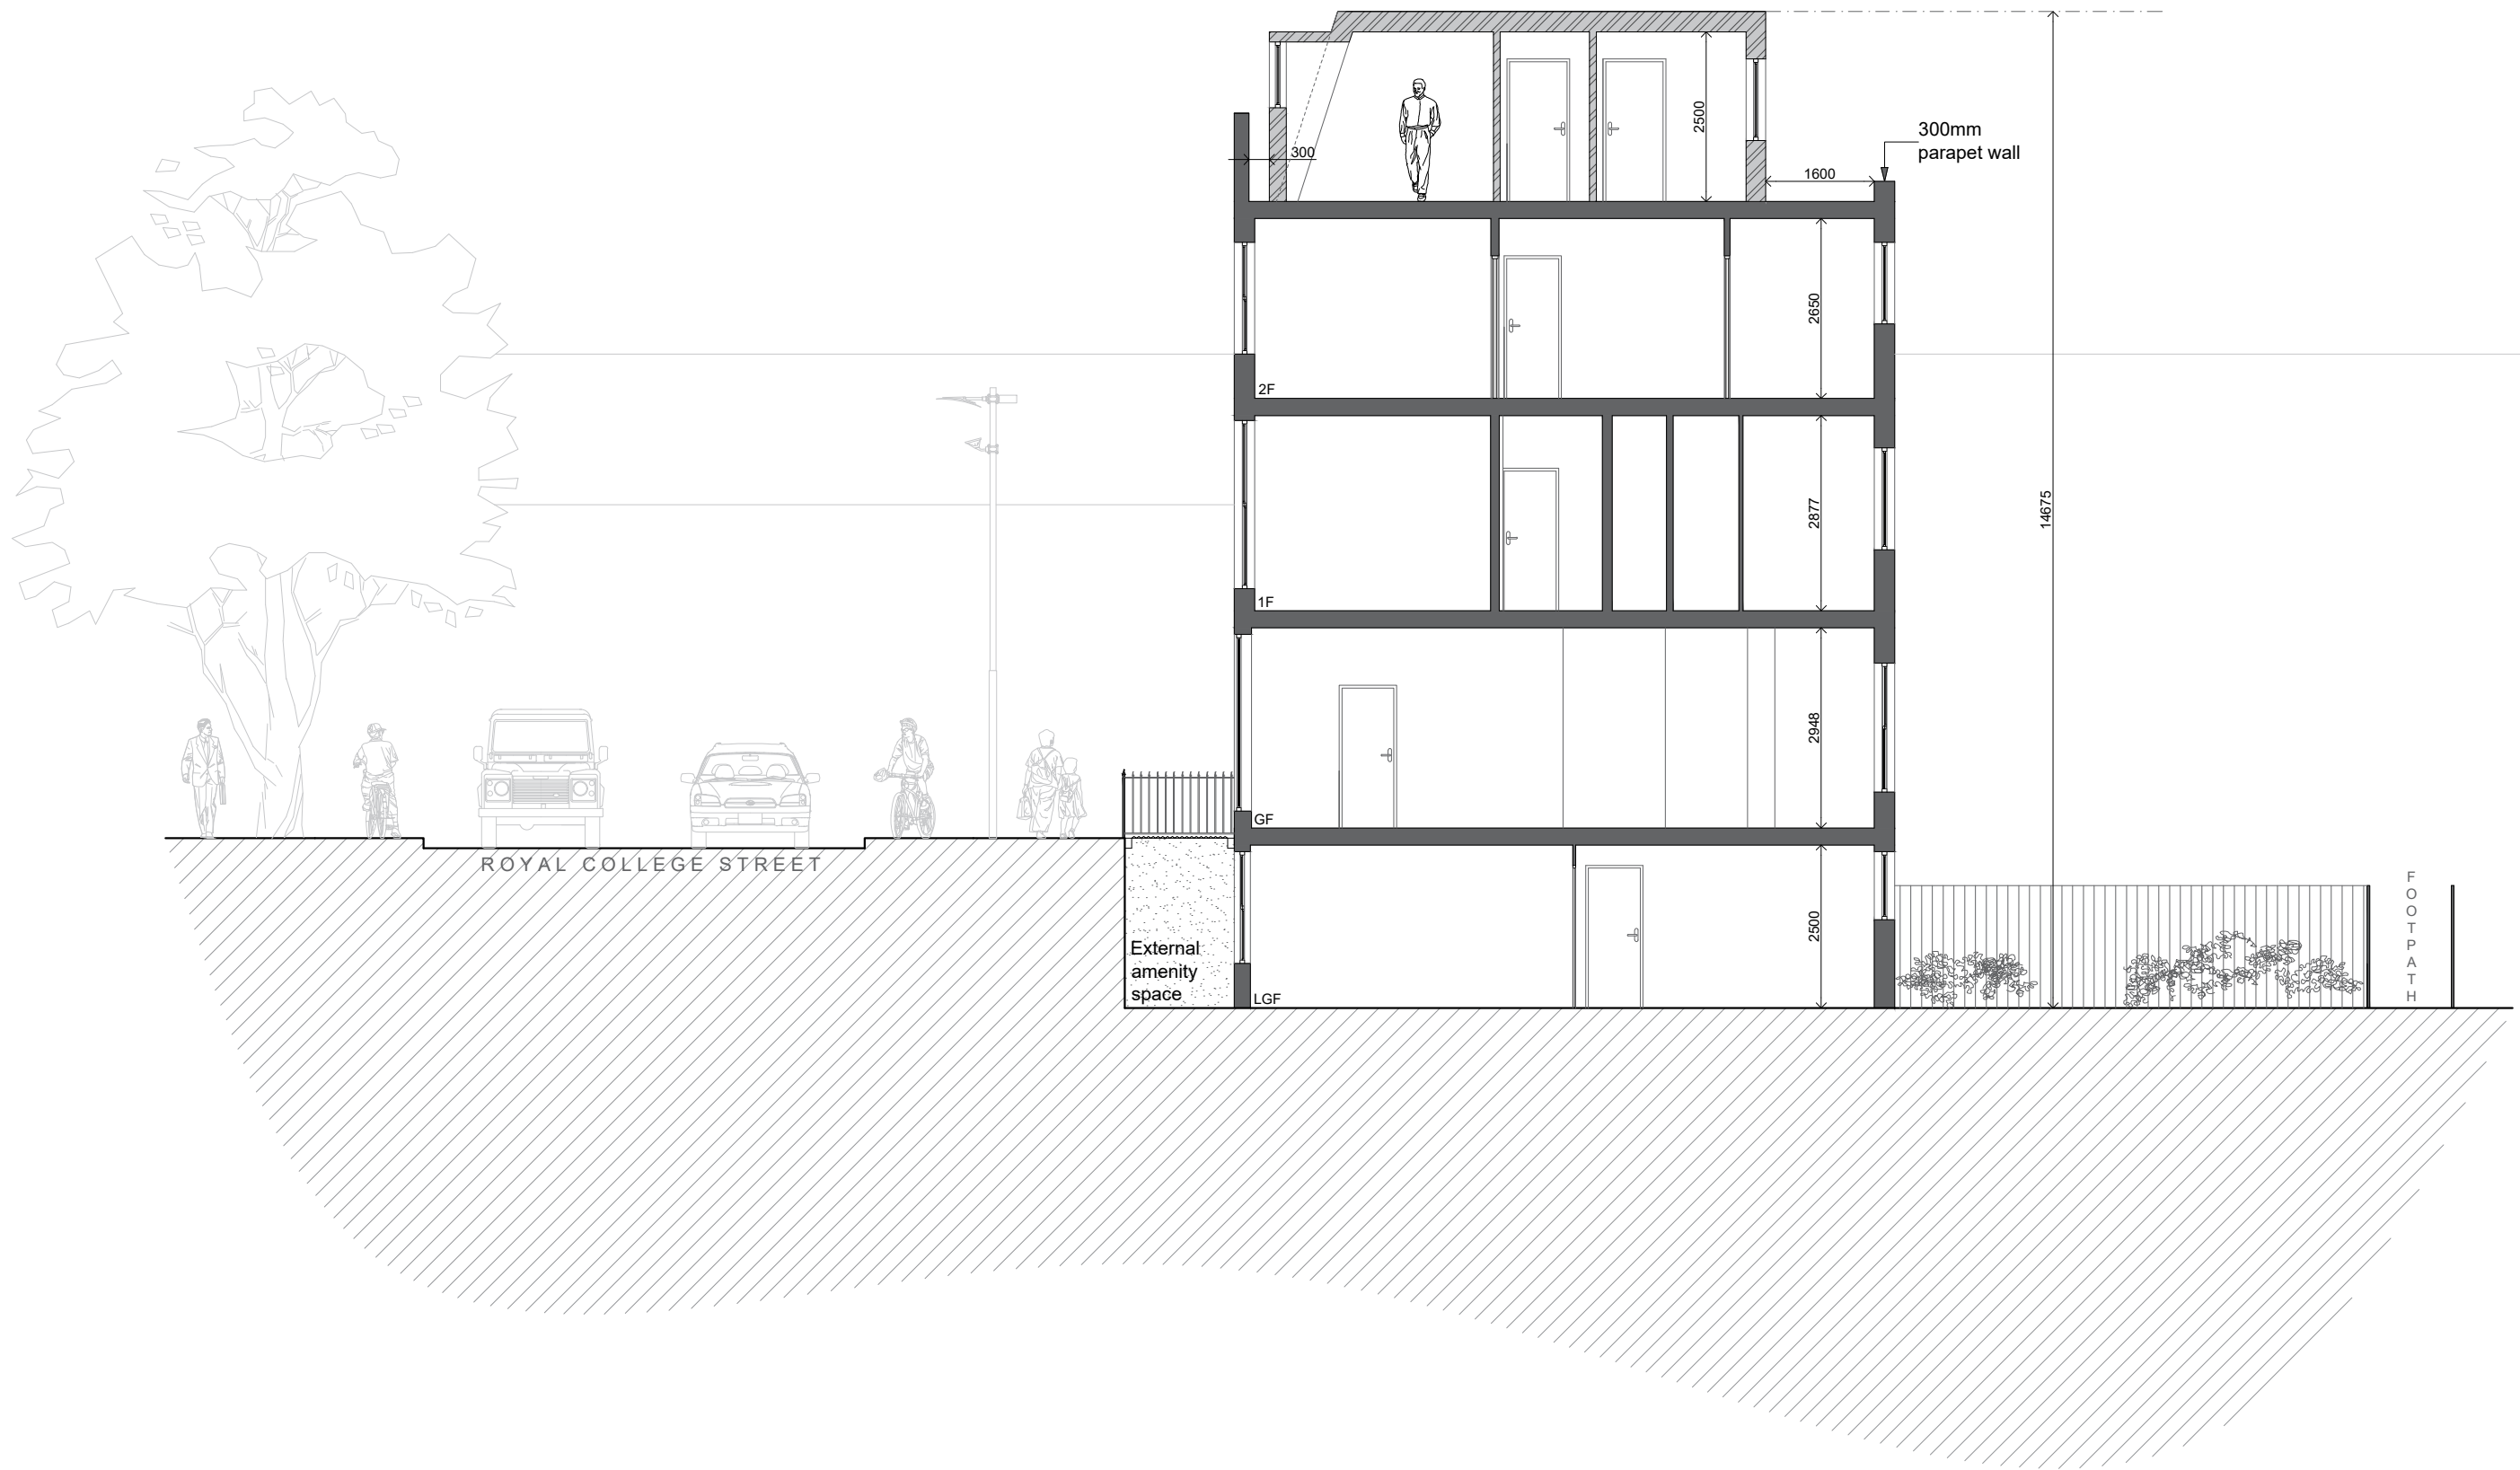 300mm
parapet wall
2500
300
1600
2650
2F
2877
14675
1F
2948
GF
ROYAL COLLEGE STREET
FOOTPATH
2500
External
amenity
space
LGF